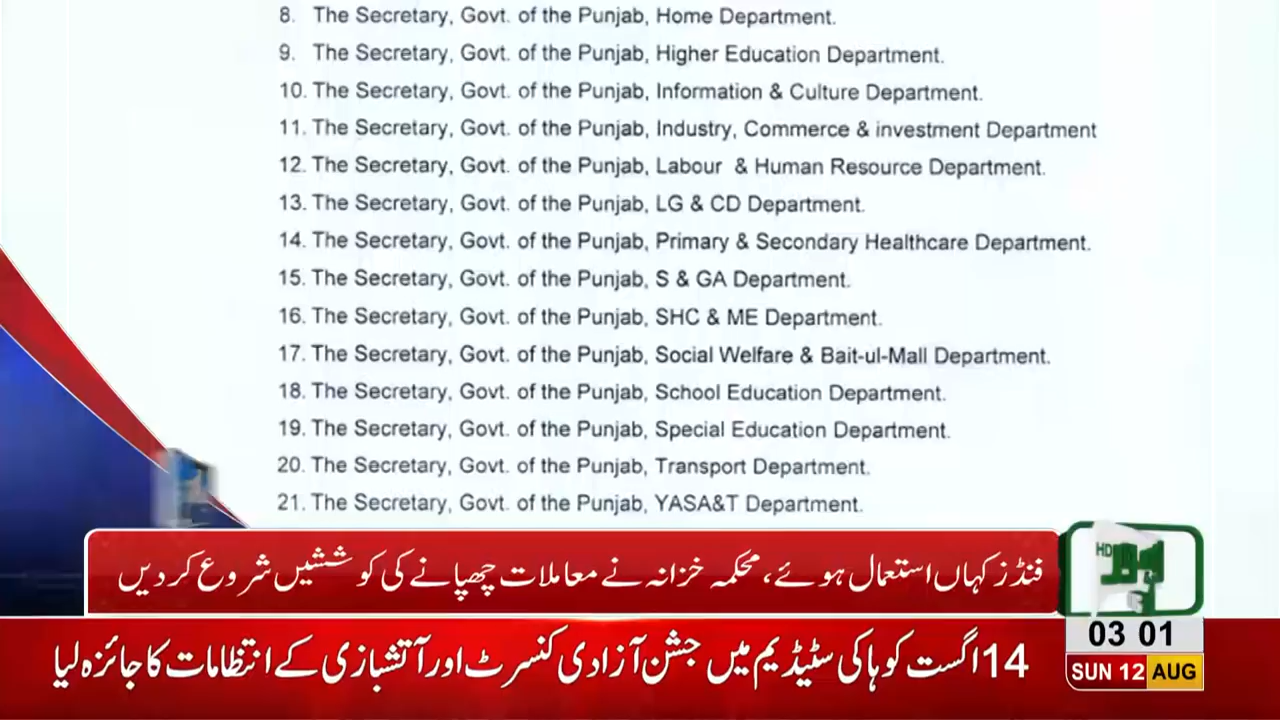 8. The Secretary, Govt. of the Punjab, Home Department.
9. The Secretary, Govt. of the Punjab, Higher Education Department.
10. The Secretary, Govt. of the Punjab, Information & Culture Department.
11. The Secretary, Govt. of the Punjab, Industry, Commerce & investment Department
12. The Secretary, Govt. of the Punjab, Labour & Human Resource Department.
13. The Secretary, Govt. of the Punjab, LG & CD Department.
14. The Secretary, Govt. of the Punjab, Primary & Secondary Healthcare Department.
15. The Secretary, Govt. of the Punjab, S & GA Department.
16. The Secretary, Govt. of the Punjab, SHC & ME Department.
17. The Secretary, Govt. of the Punjab, Social Welfare & Bait-ul-Mall Department.
18. The Secretary, Govt. of the Punjab, School Education Department.
19. The Secretary, Govt. of the Punjab, Special Education Department.
20. The Secretary, Govt. of the Punjab, Transport Department.
21. The Secretary, Govt. of the Punjab, YASA&T Department.
فنڈز کہاں استعمال ہوئے، محکمہ خزانہ نے معاملات چھپانے کی کوششیں شروع کر دیں
HD
14 اگست کو ہاکی سٹیڈیم میں جشن آزادی کنسرٹ اور آتشبازی کے انتظامات کا جائزہ لیا
03 01
SUN 12 AUG